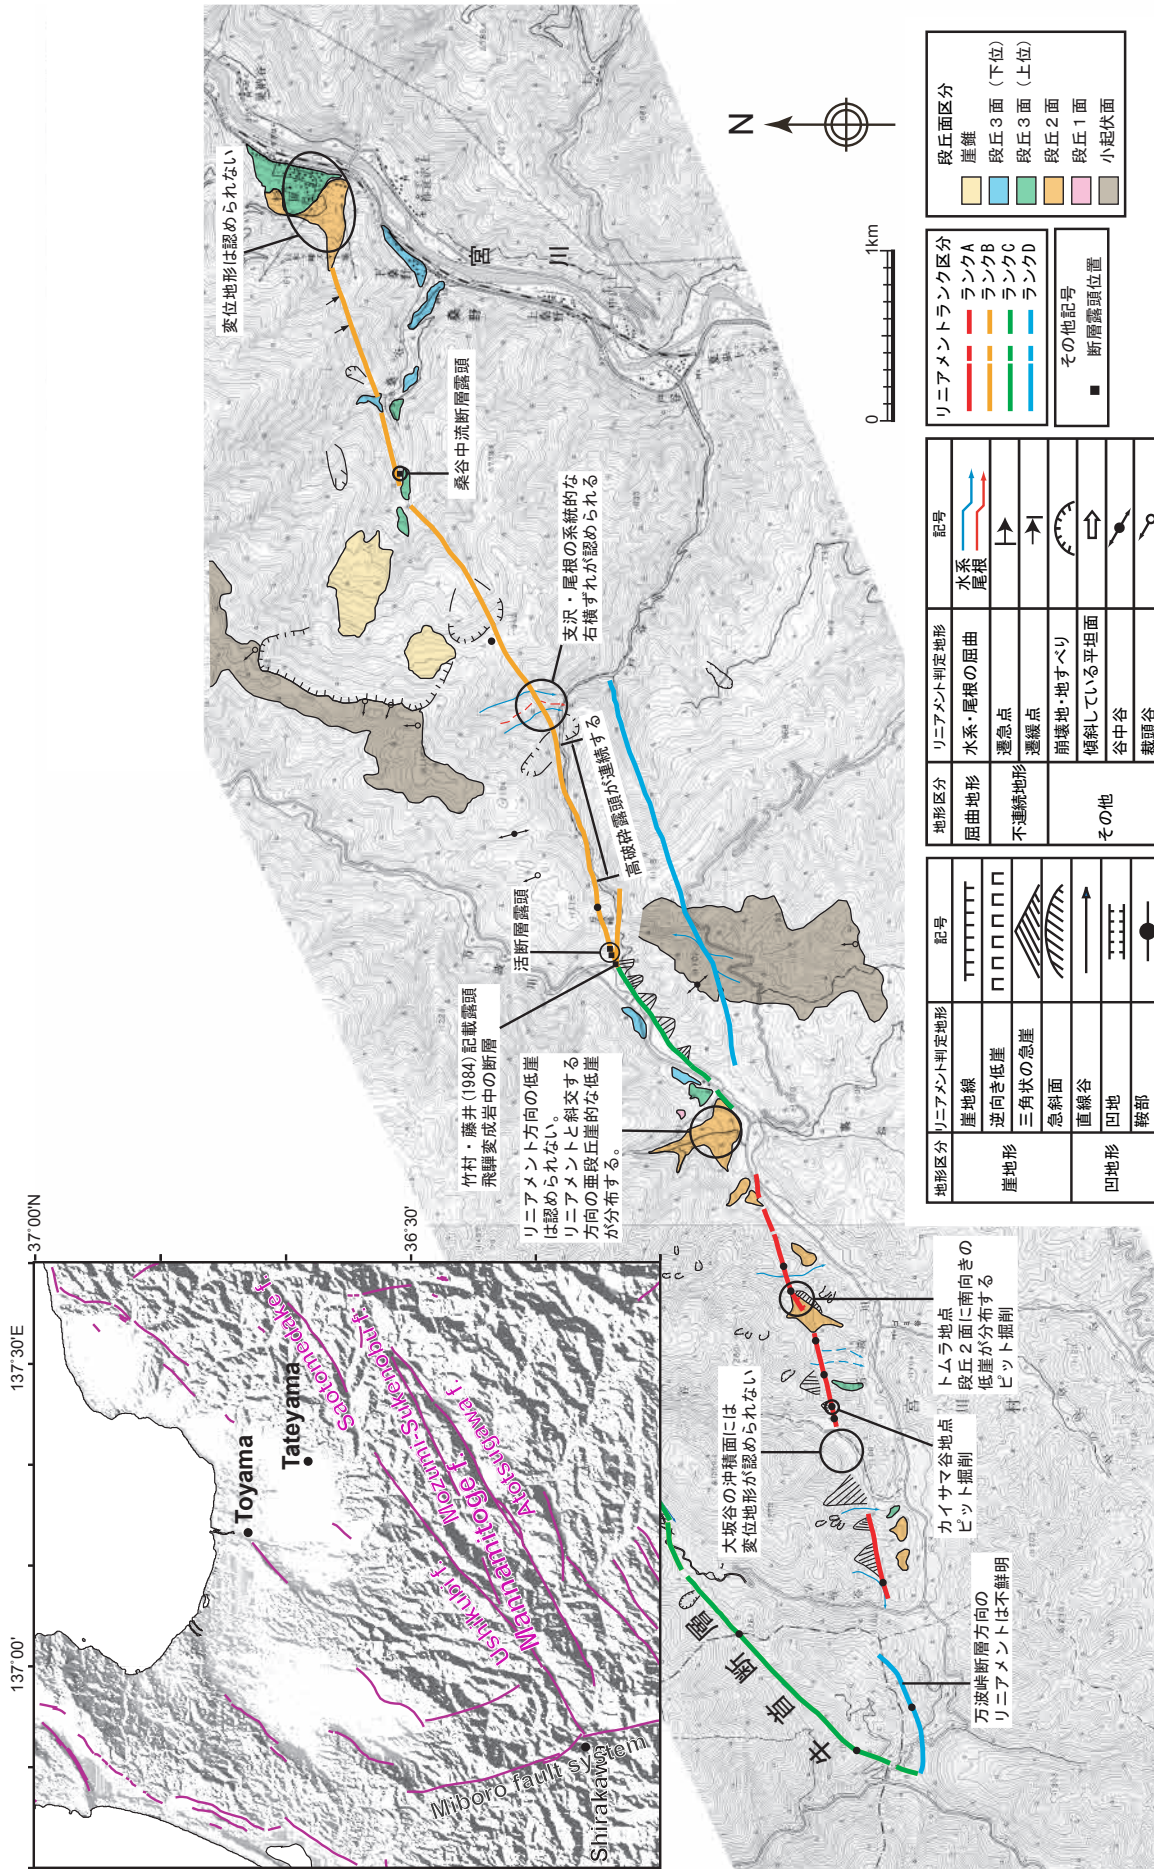 137˚00'
137˚30'E
37˚00'N
36˚30'
Toyama
Tateyama
Saotomedake f.
Mozumi-Sukenobu f.
Ushikubi f.
Mannamitoge f.
Atotsugawa f.
Miboro fault system
Shirakawa
変位地形は認められない
桑谷中流断層露頭
支沢・尾根の系統的な
右横ずれが認められる
高破砕露頭が連続する
活断層露頭
竹村・藤井(1984)記載露頭
飛騨変成岩中の断層
リニアメント方向の低崖
は認められない。
リニアメントと斜交する
方向の亜段丘崖的な低崖
が分布する。
トムラ地点
段丘2面に南向きの
低崖が分布する
ピット掘削
カイサマ谷地点
ピット掘削
大坂谷の沖積面には
変位地形が認められない
万波峠断層方向の
リニアメントは不鮮明
牛首断層
宮川
宮川村
N
0
1km
地形区分
リニアメント判定地形
記号
崖地形
崖地線
逆向き低崖
三角状の急崖
急斜面
凹地形
直線谷
凹地
鞍部
地形区分
リニアメント判定地形
記号
屈曲地形
水系・尾根の屈曲
水系
尾根
不連続地形
遷急点
遷緩点
その他
崩壊地・地すべり
傾斜している平坦面
谷中谷
截頭谷
リニアメントランク区分
ランクA
ランクB
ランクC
ランクD
その他記号
断層露頭位置
段丘面区分
崖錐
段丘3面(下位)
段丘3面(上位)
段丘2面
段丘1面
小起伏面